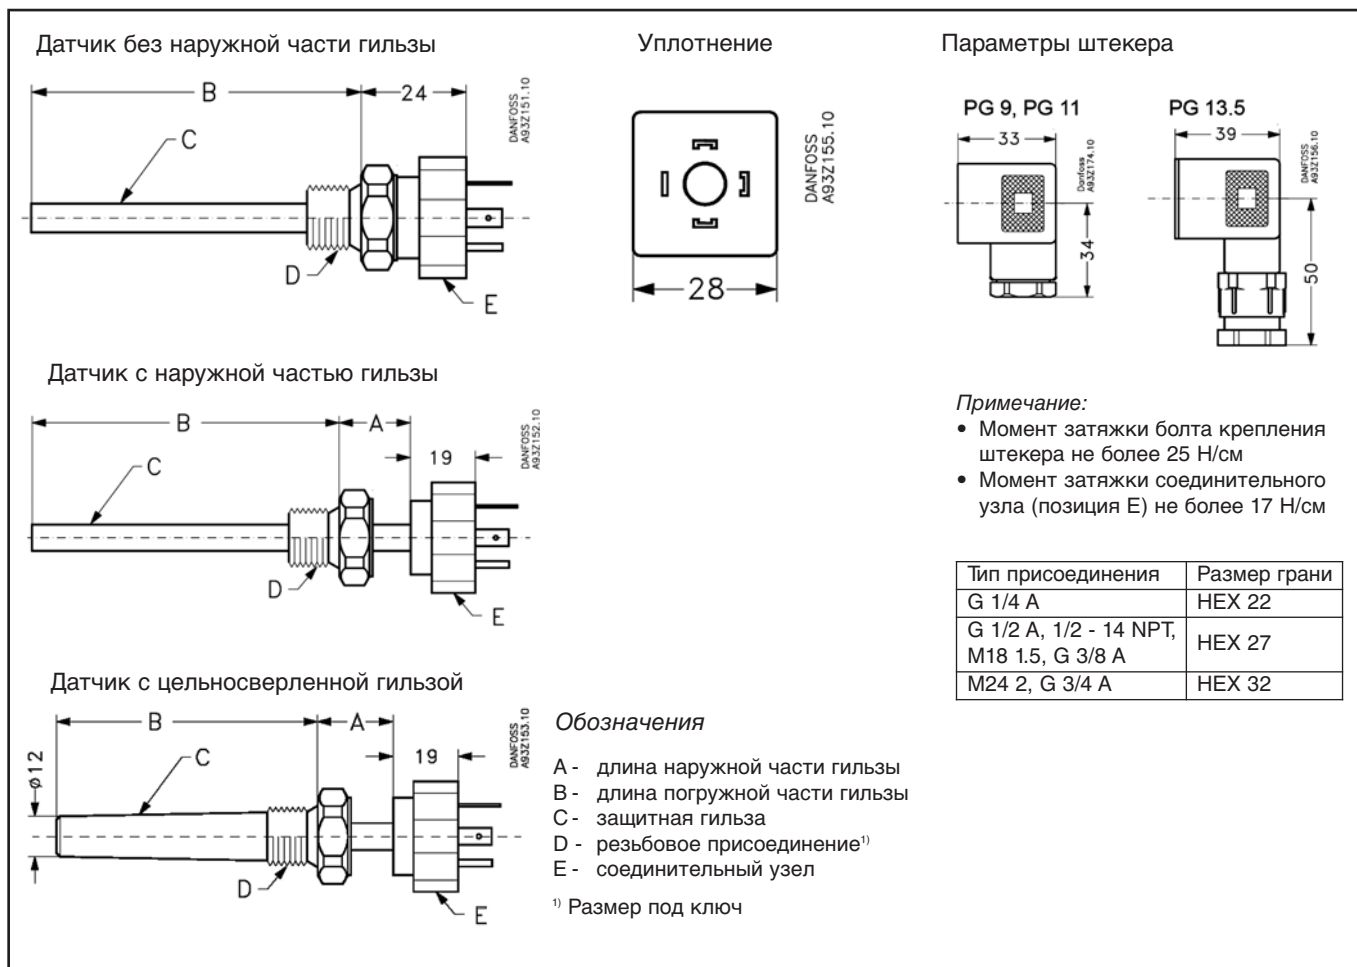 Датчик без наружной части гильзы
B
24
C
D
E
DANFOSS
A93Z151.10
Уплотнение
28
DANFOSS
A93Z155.10
Параметры штекера
PG 9, PG 11
33
34
Danfoss
A93Z174.10
PG 13.5
39
50
DANFOSS
A93Z156.10
Датчик с наружной частью гильзы
B
A
19
C
D
E
DANFOSS
A93Z152.10
Примечание:
• Момент затяжки болта крепления
штекера не более 25 Н/см
• Момент затяжки соединительного
узла (позиция Е) не более 17 Н/см
Тип присоединения Размер грани
G 1/4 A HEX 22
G 1/2 A, 1/2 - 14 NPT,
M18 1.5, G 3/8 A HEX 27
M24 2, G 3/4 A HEX 32
Датчик с цельносверленной гильзой
B
A
19
ø12
C
D
E
DANFOSS
A93Z153.10
Обозначения
A - длина наружной части гильзы
B - длина погружной части гильзы
C - защитная гильза
D - резьбовое присоединение¹⁾
E - соединительный узел
¹⁾ Размер под ключ